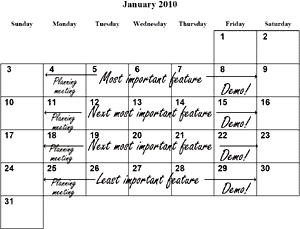 January 2010
Sunday Monday Tuesday Wednesday Thursday Friday Saturday
1 2
3 4 5 6 7 8 9
Planning meeting Most important feature Demo!
10 11 12 13 14 15 16
Planning meeting Next most important feature Demo!
17 18 19 20 21 22 23
Planning meeting Next most important feature Demo!
24 25 26 27 28 29 30
Planning meeting Least important feature Demo!
31